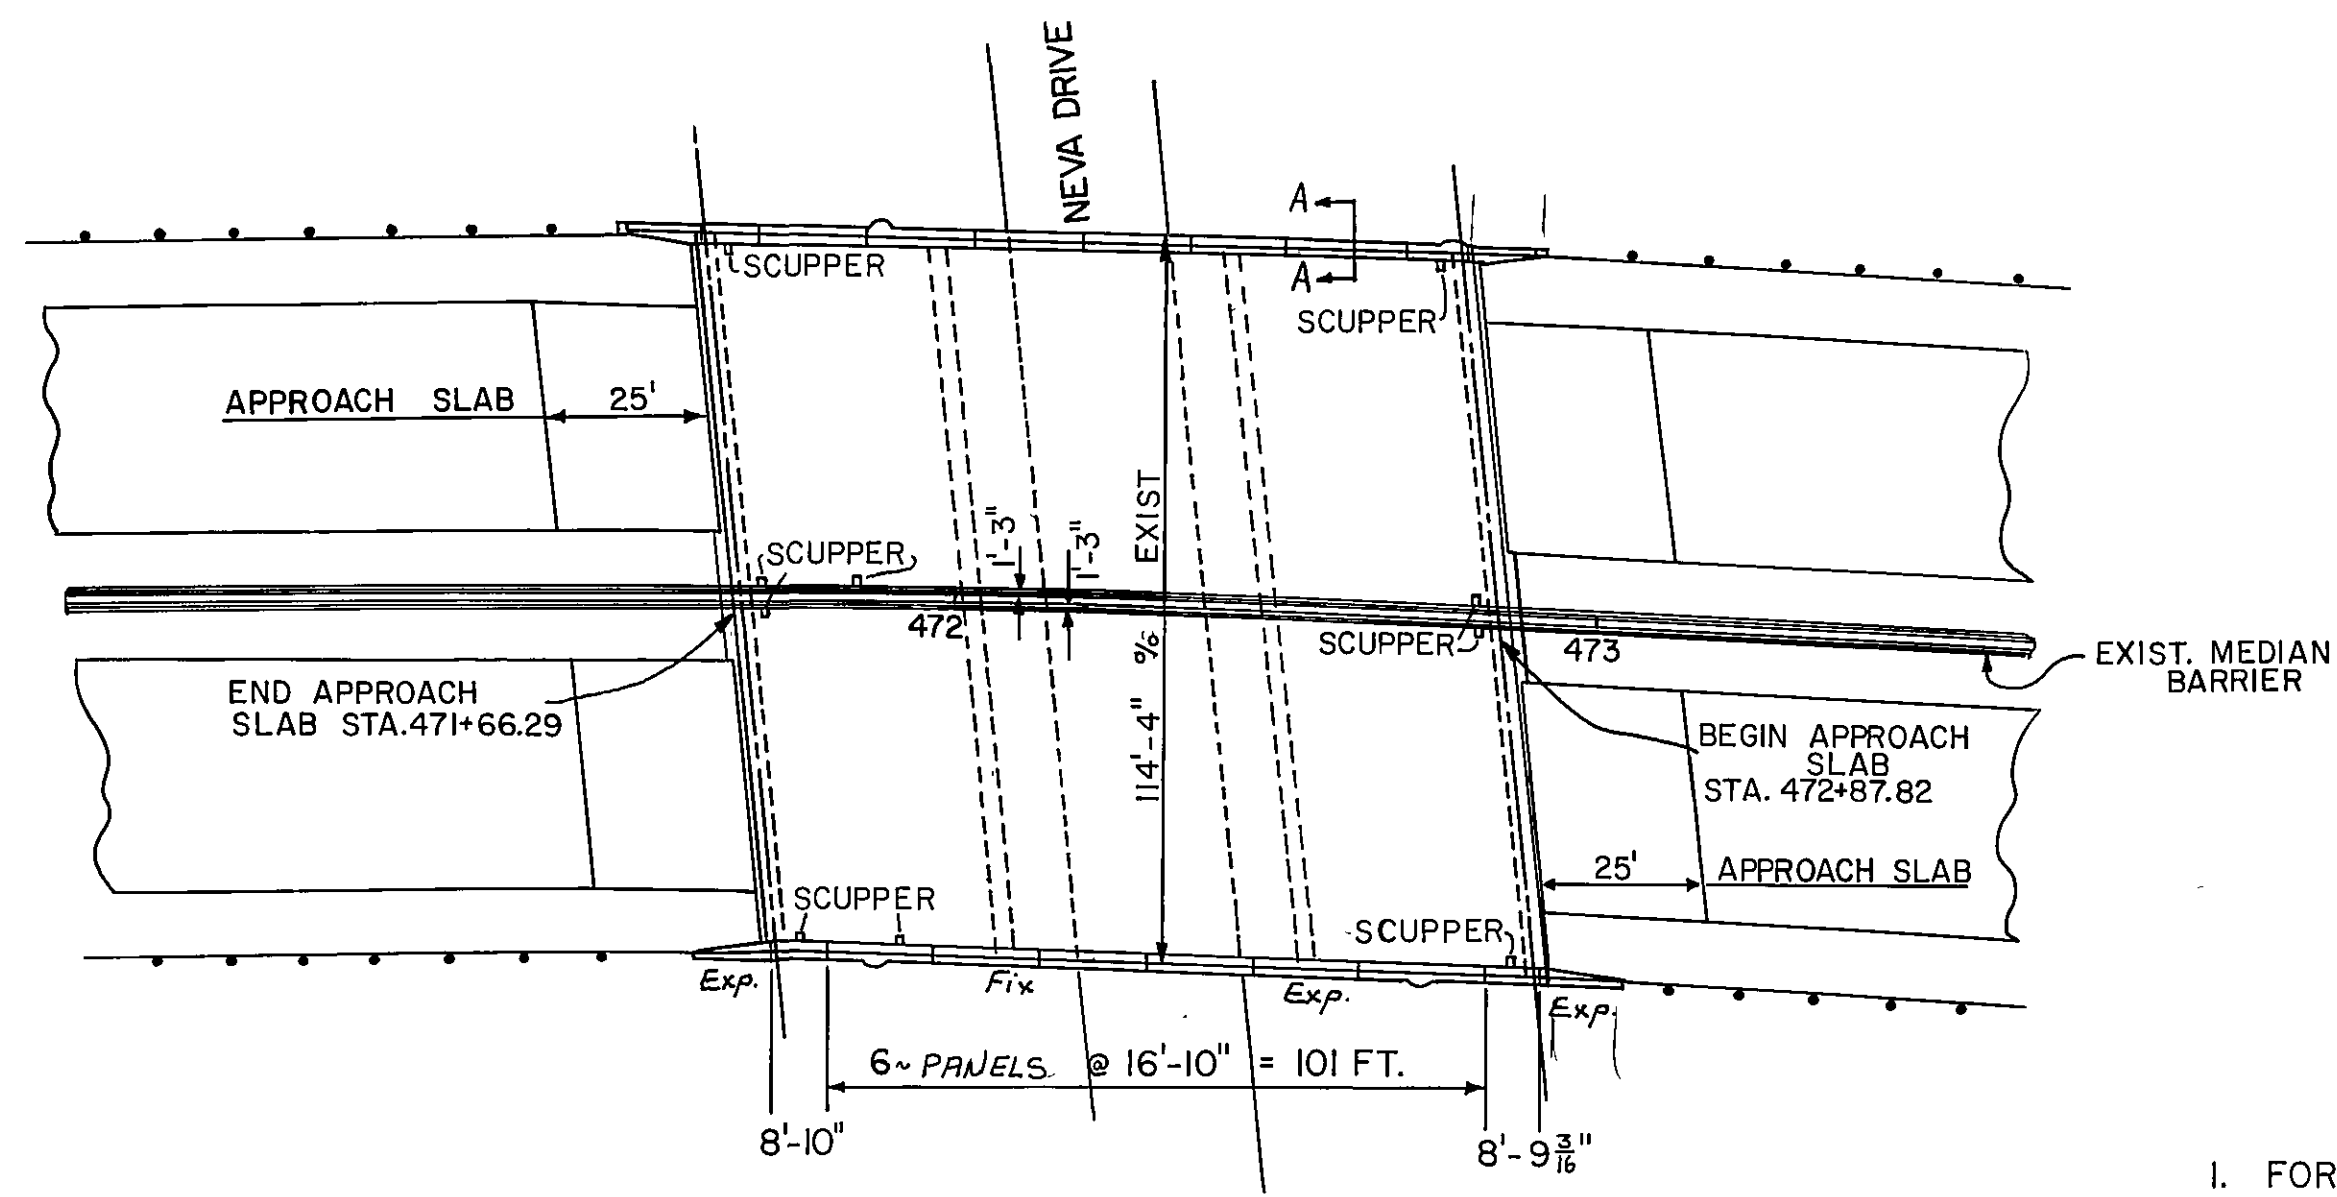 NEVA DRIVE
A
A
SCUPPER
SCUPPER
APPROACH SLAB
25'
EXIST
1'-3"
1'-3"
SCUPPER
472
SCUPPER
473
EXIST. MEDIAN
BARRIER
END APPROACH
SLAB STA.471+66.29
114'-4" %
BEGIN APPROACH
SLAB
STA. 472+87.82
25'
APPROACH SLAB
SCUPPER
SCUPPER
Exp.
Fix
Exp.
Exp.
6~ PANELS @ 16'-10" = 101 FT.
8'-10"
8'-9 3/16"
1. FOR